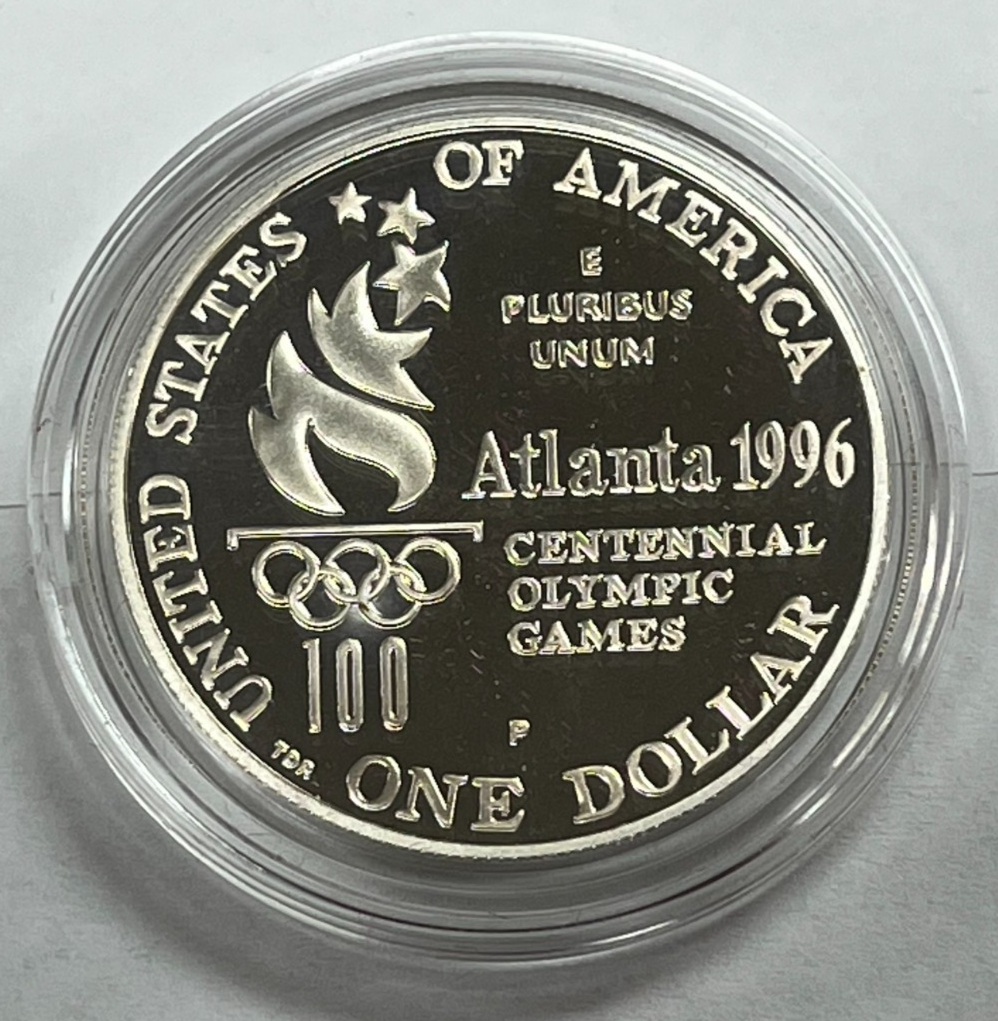 UNITED STATES OF AMERICA
E
PLURIBUS
UNUM
Atlanta 1996
CENTENNIAL
OLYMPIC
GAMES
100
P
TDR
ONE DOLLAR